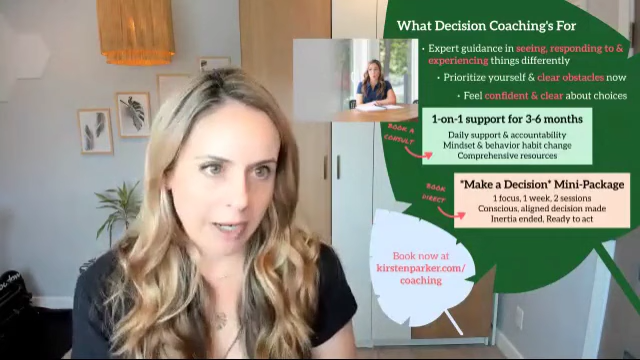 What Decision Coaching's For
• Expert guidance in seeing, responding to &
experiencing things differently
• Prioritize yourself & clear obstacles now
• Feel confident & clear about choices
1-on-1 support for 3-6 months
Daily support & accountability
Mindset & behavior habit change
Comprehensive resources
BOOK A
CONSULT
*Make a Decision* Mini-Package
1 focus, 1 week, 2 sessions
Conscious, aligned decision made
Inertia ended, Ready to act
BOOK
DIRECT
Book now at
kirstenparker.com/
coaching